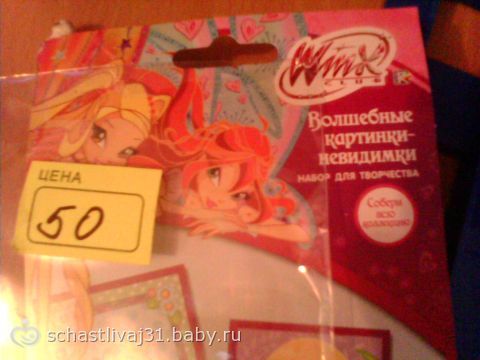 Winx
CLUB
Волшебные
картинки-
невидимки
НАБОР ДЛЯ ТВОРЧЕСТВА
Собери
всю
коллекцию
ЦЕНА
50
schastlivaj31.baby.ru